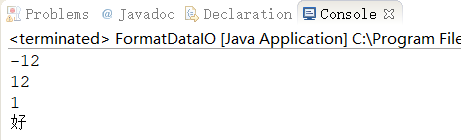 Problems @ Javadoc Declaration Console
<terminated> FormatDataIO [Java Application] C:\Program File
-12
12
1
好